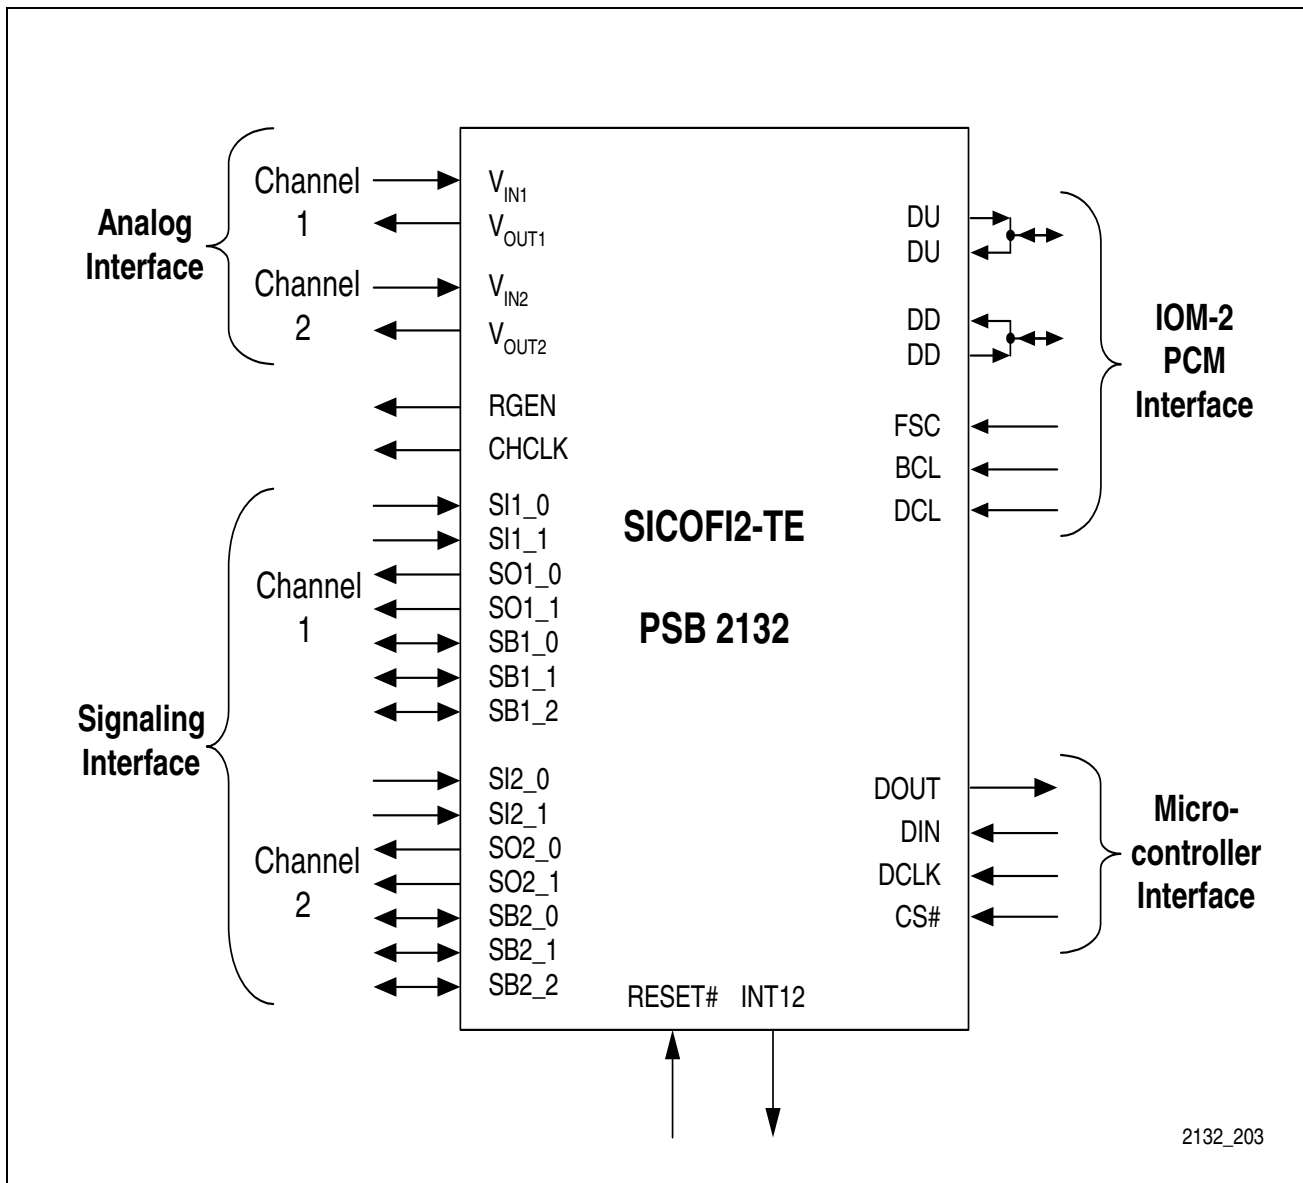 Analog
Interface
Channel
1
Channel
2
V_IN1
V_OUT1
V_IN2
V_OUT2
RGEN
CHCLK
Signaling
Interface
Channel
1
SI1_0
SI1_1
SO1_0
SO1_1
SB1_0
SB1_1
SB1_2
Channel
2
SI2_0
SI2_1
SO2_0
SO2_1
SB2_0
SB2_1
SB2_2
SICOFI2-TE
PSB 2132
RESET# INT12
DU
DU
DD
DD
FSC
BCL
DCL
IOM-2
PCM
Interface
DOUT
DIN
DCLK
CS#
Micro-
controller
Interface
2132_203